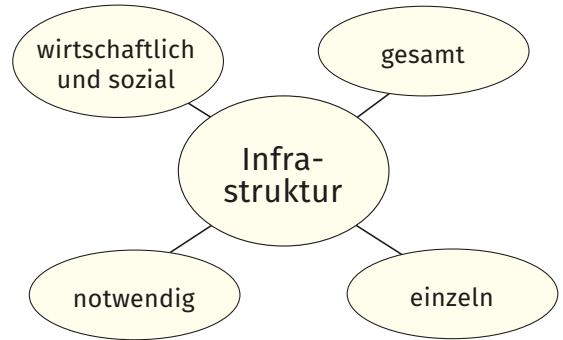 wirtschaftlich
und sozial
gesamt
Infra-
struktur
notwendig
einzeln